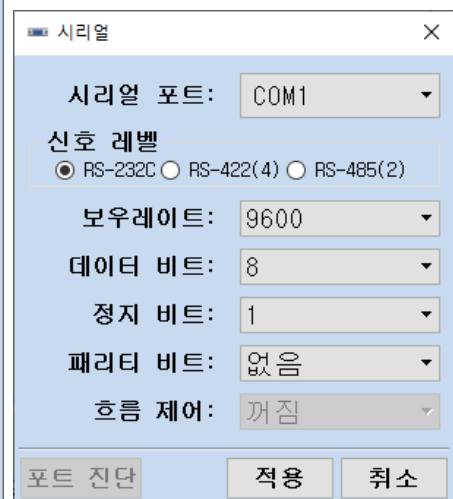 시리얼
시리얼 포트: COM1
신호 레벨
RS-232C RS-422(4) RS-485(2)
보우레이트: 9600
데이터 비트: 8
정지 비트: 1
패리티 비트: 없음
흐름 제어: 꺼짐
포트 진단 적용 취소